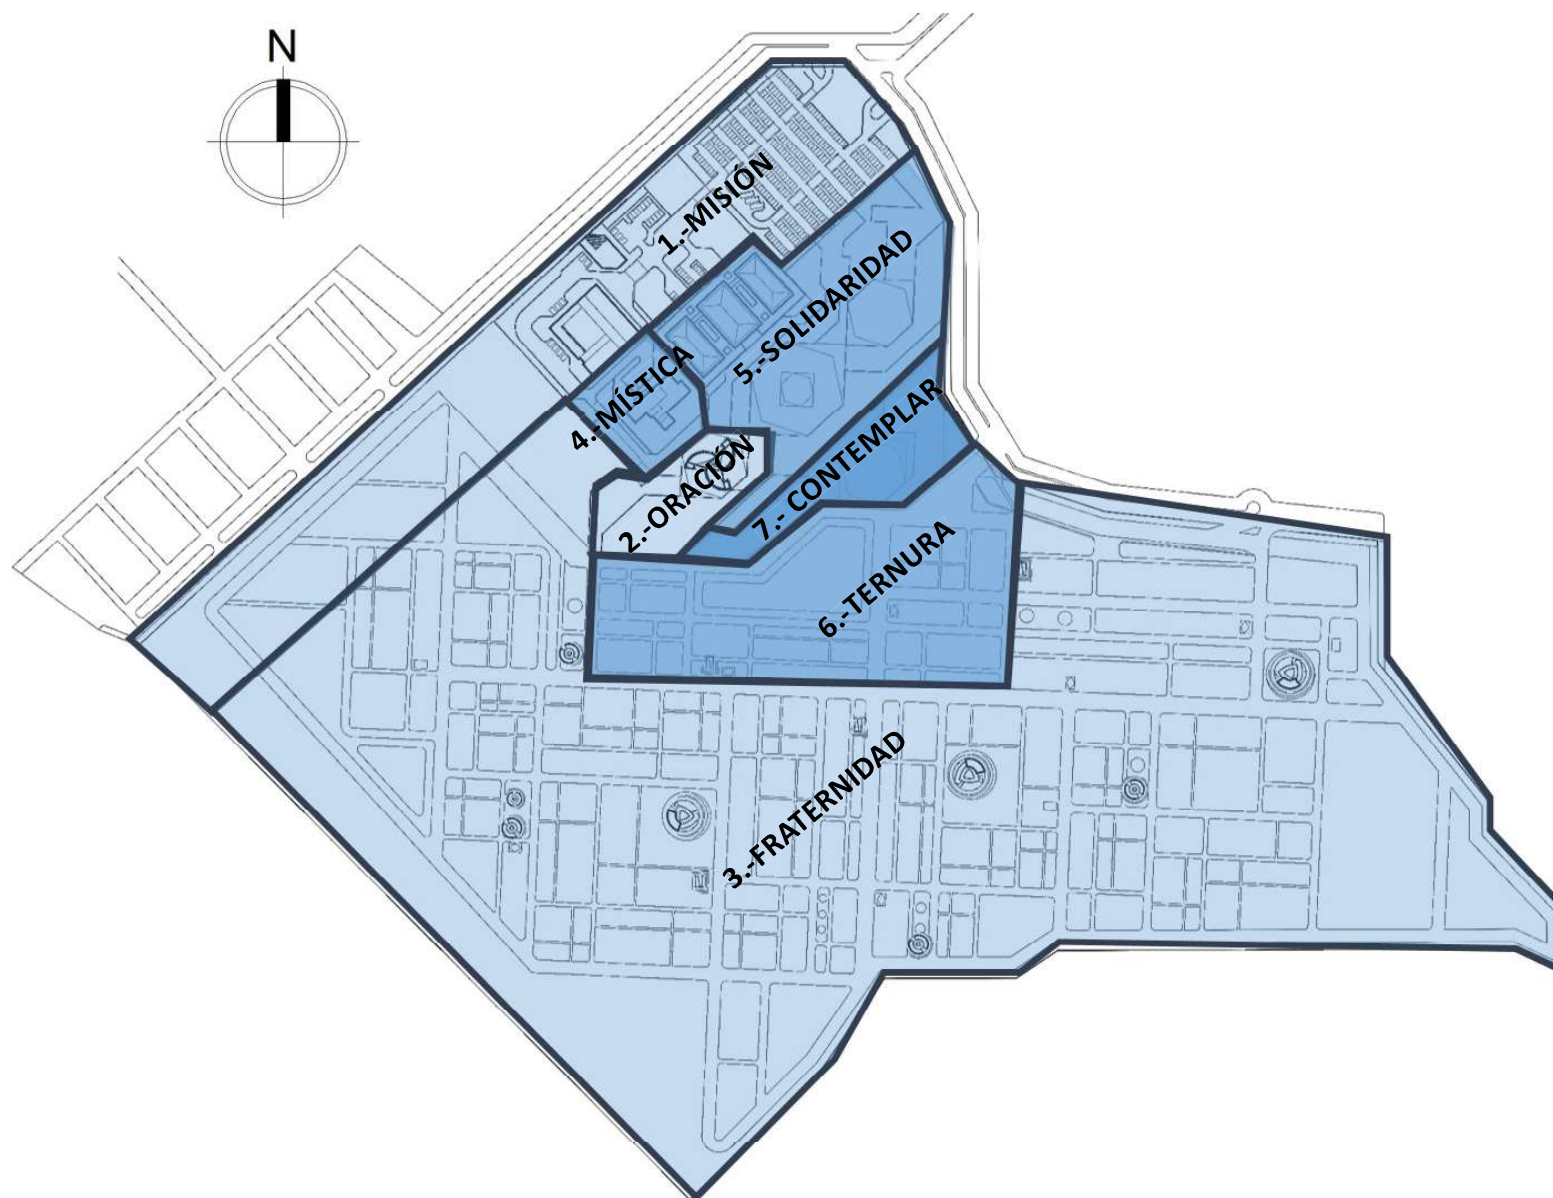 N
1.-MISIÓN
5.-SOLIDARIDAD
4.-MÍSTICA
7.- CONTEMPLAR
2.-ORACIÓN
6.-TERNURA
3.-FRATERNIDAD